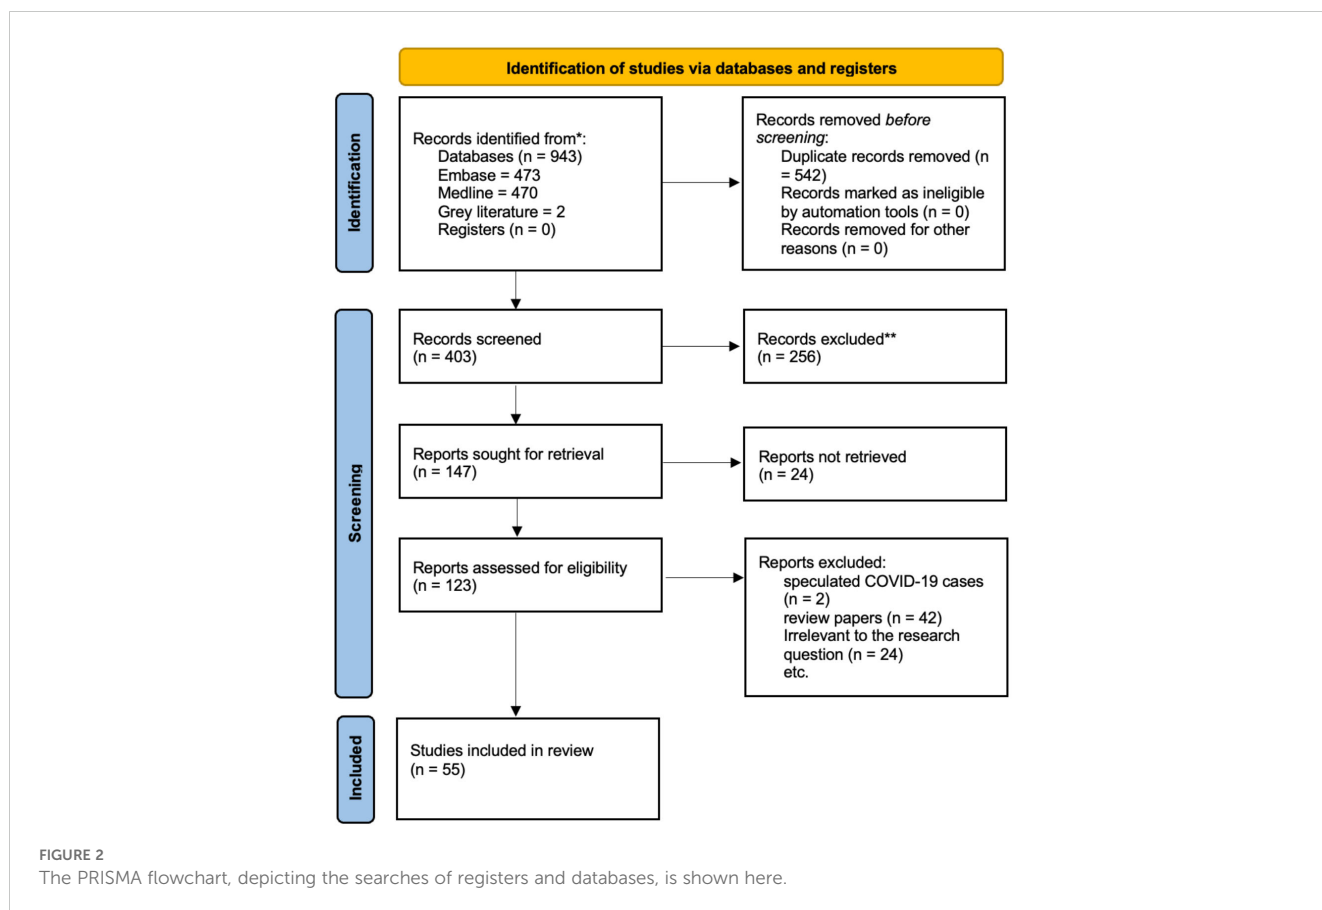 Identification of studies via databases and registers
Identification
Records identified from*:
Databases (n = 943)
Embase = 473
Medline = 470
Grey literature = 2
Registers (n = 0)
Records removed before
screening:
Duplicate records removed (n
= 542)
Records marked as ineligible
by automation tools (n = 0)
Records removed for other
reasons (n = 0)
Screening
Records screened
(n = 403)
Records excluded**
(n = 256)
Reports sought for retrieval
(n = 147)
Reports not retrieved
(n = 24)
Reports assessed for eligibility
(n = 123)
Reports excluded:
speculated COVID-19 cases
(n = 2)
review papers (n = 42)
Irrelevant to the research
question (n = 24)
etc.
Included
Studies included in review
(n = 55)
FIGURE 2
The PRISMA flowchart, depicting the searches of registers and databases, is shown here.